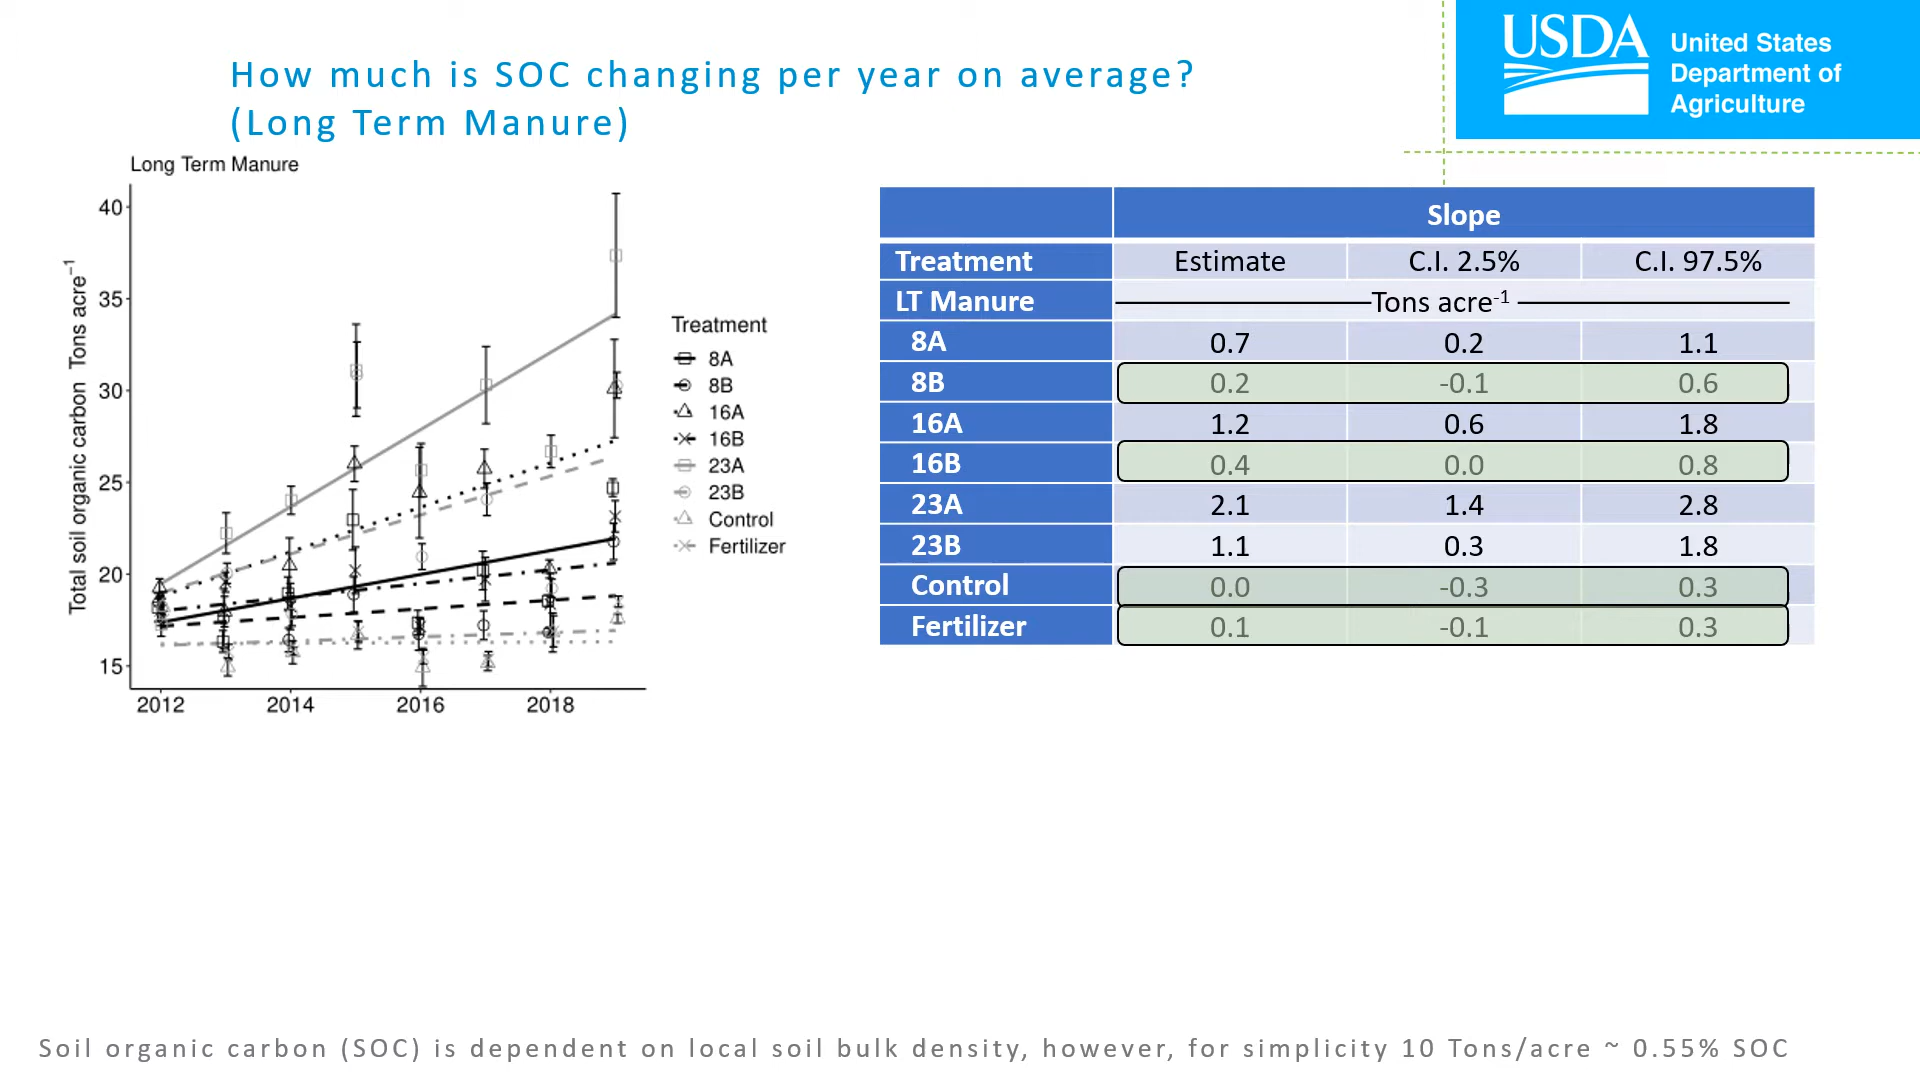 How much is SOC changing per year on average?
(Long Term Manure)
USDA
United States
Department of
Agriculture
Long Term Manure
Total soil organic carbon Tons acre⁻¹
40
35
30
25
20
15
2012 2014 2016 2018
Treatment
8A
8B
16A
16B
23A
23B
Control
Fertilizer
Slope
Treatment Estimate C.I. 2.5% C.I. 97.5%
LT Manure Tons acre⁻¹
8A 0.7 0.2 1.1
8B 0.2 -0.1 0.6
16A 1.2 0.6 1.8
16B 0.4 0.0 0.8
23A 2.1 1.4 2.8
23B 1.1 0.3 1.8
Control 0.0 -0.3 0.3
Fertilizer 0.1 -0.1 0.3
Soil organic carbon (SOC) is dependent on local soil bulk density, however, for simplicity 10 Tons/acre ~ 0.55% SOC